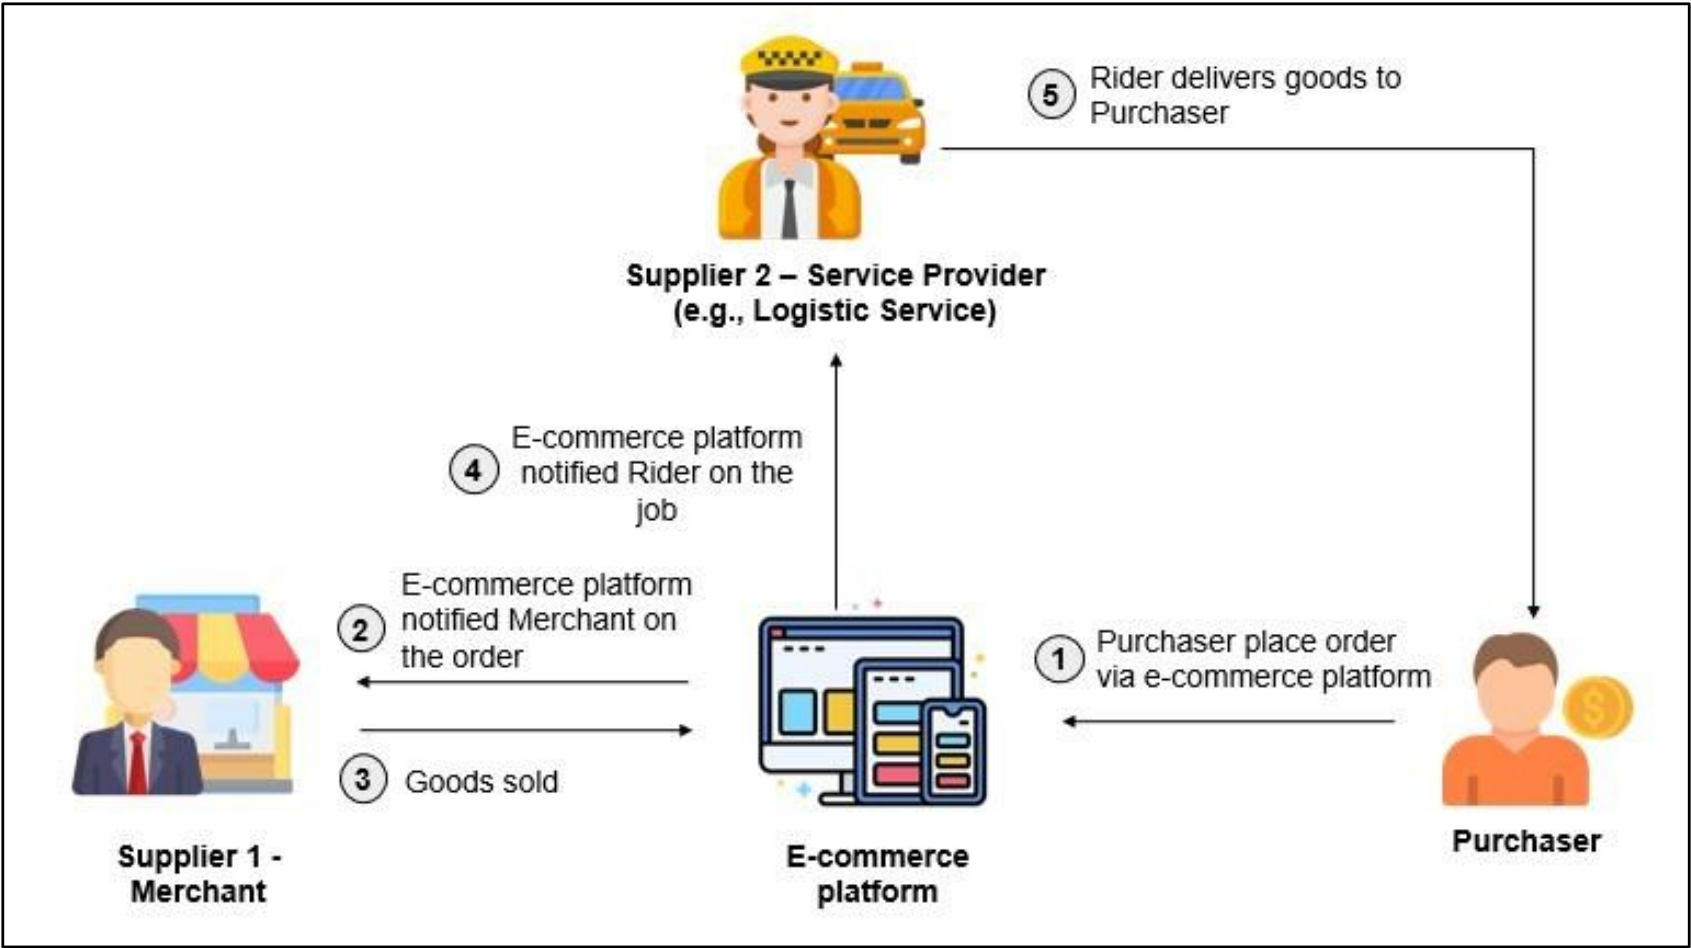 5
Rider delivers goods to
Purchaser
Supplier 2 – Service Provider
(e.g., Logistic Service)
4
E-commerce platform
notified Rider on the
job
2
E-commerce platform
notified Merchant on
the order
1
Purchaser place order
via e-commerce platform
$
3
Goods sold
Supplier 1 -
Merchant
E-commerce
platform
Purchaser